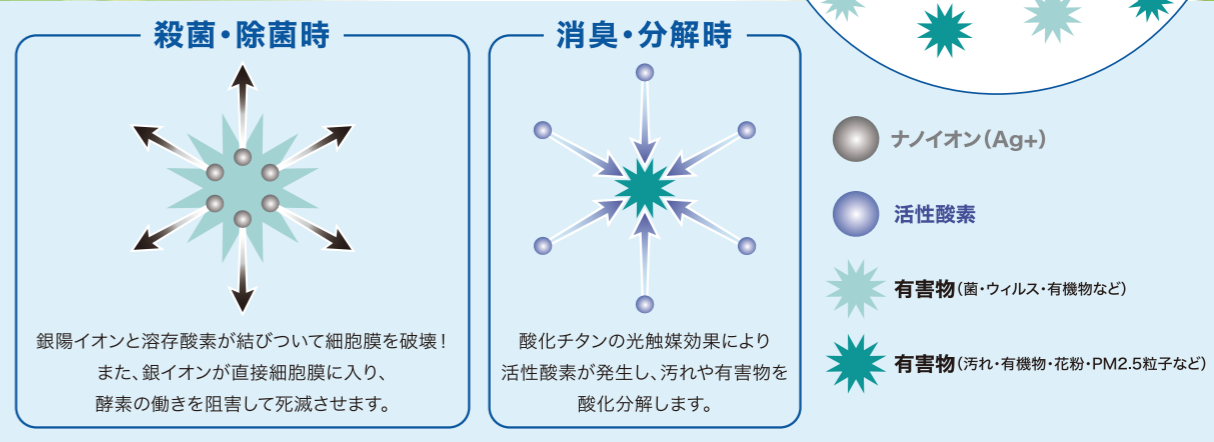 殺菌・除菌時
銀陽イオンと溶存酸素が結びついて細胞膜を破壊！
また、銀イオンが直接細胞膜に入り、
酵素の働きを阻害して死滅させます。
消臭・分解時
酸化チタンの光触媒効果により
活性酸素が発生し、汚れや有害物を
酸化分解します。
ナノイオン（Ag+）
活性酸素
有害物（菌・ウィルス・有機物など）
有害物（汚れ・有機物・花粉・PM2.5粒子など）